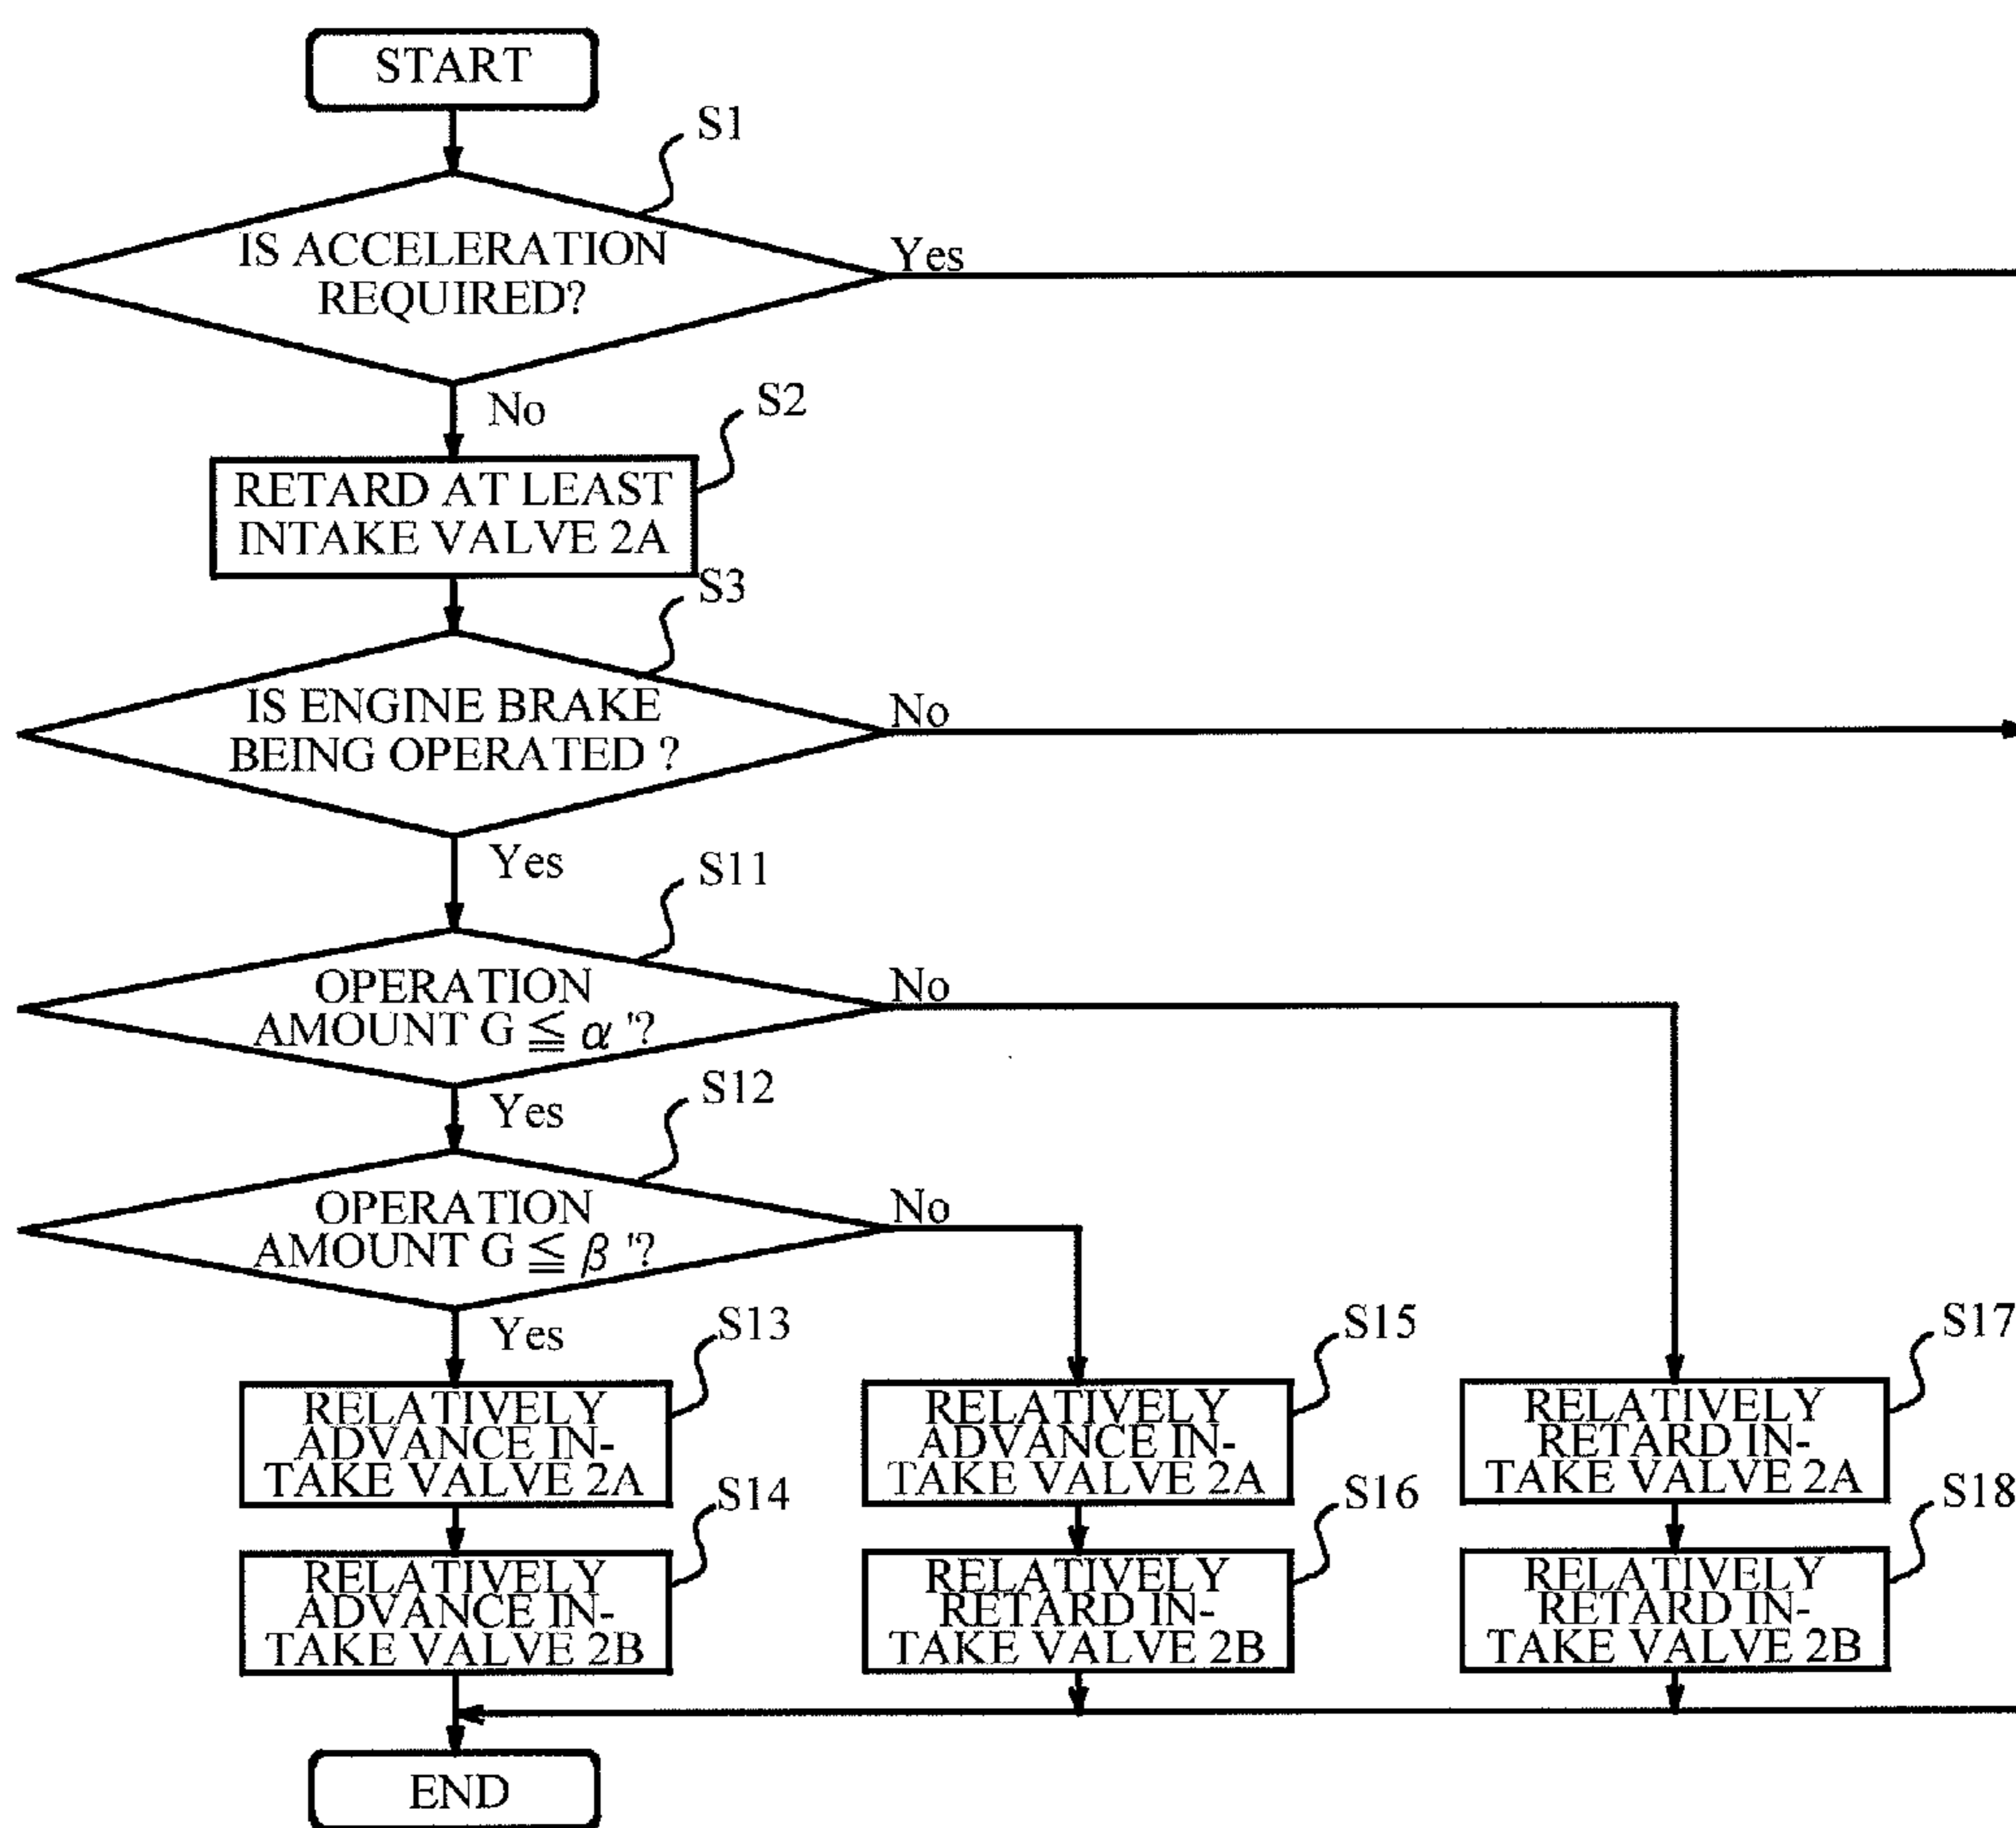 START
S1
IS ACCELERATION
REQUIRED?
Yes
No
S2
RETARD AT LEAST
INTAKE VALVE 2A
S3
IS ENGINE BRAKE
BEING OPERATED ?
No
Yes
S11
OPERATION
AMOUNT G ≦ α '?
No
Yes
S12
OPERATION
AMOUNT G ≦ β '?
No
Yes
S13
RELATIVELY
ADVANCE IN-
TAKE VALVE 2A
S15
RELATIVELY
ADVANCE IN-
TAKE VALVE 2A
S17
RELATIVELY
RETARD IN-
TAKE VALVE 2A
S14
RELATIVELY
ADVANCE IN-
TAKE VALVE 2B
S16
RELATIVELY
RETARD IN-
TAKE VALVE 2B
S18
RELATIVELY
RETARD IN-
TAKE VALVE 2B
END